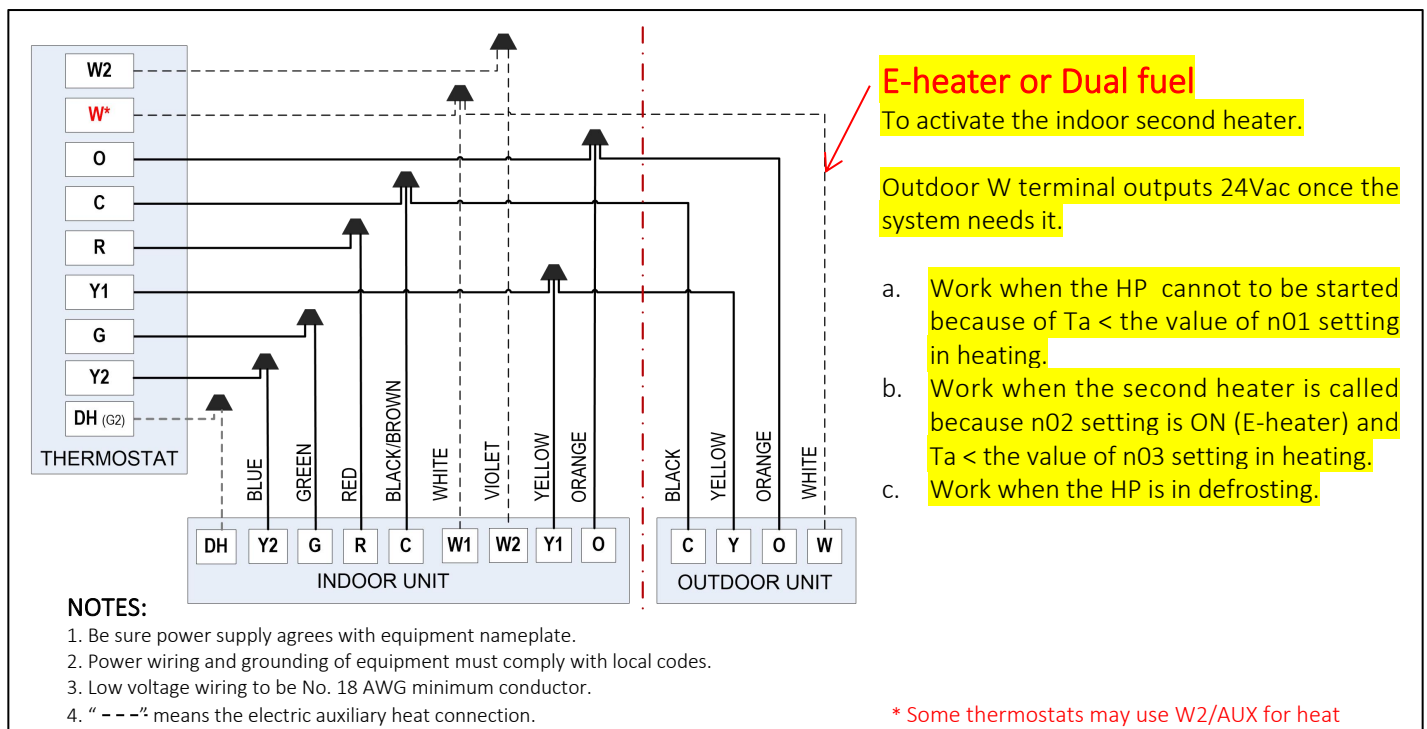 W2
W*
O
C
R
Y1
G
Y2
DH (G2)
THERMOSTAT
BLUE
GREEN
RED
BLACK/BROWN
WHITE
VIOLET
YELLOW
ORANGE
BLACK
YELLOW
ORANGE
WHITE
DH Y2 G R C W1 W2 Y1 O
INDOOR UNIT
C Y O W
OUTDOOR UNIT
E-heater or Dual fuel
To activate the indoor second heater.
Outdoor W terminal outputs 24Vac once the
system needs it.
a. Work when the HP cannot to be started
because of Ta < the value of n01 setting
in heating.
b. Work when the second heater is called
because n02 setting is ON (E-heater) and
Ta < the value of n03 setting in heating.
c. Work when the HP is in defrosting.
NOTES:
1. Be sure power supply agrees with equipment nameplate.
2. Power wiring and grounding of equipment must comply with local codes.
3. Low voltage wiring to be No. 18 AWG minimum conductor.
4. “ - - -”: means the electric auxiliary heat connection.
* Some thermostats may use W2/AUX for heat